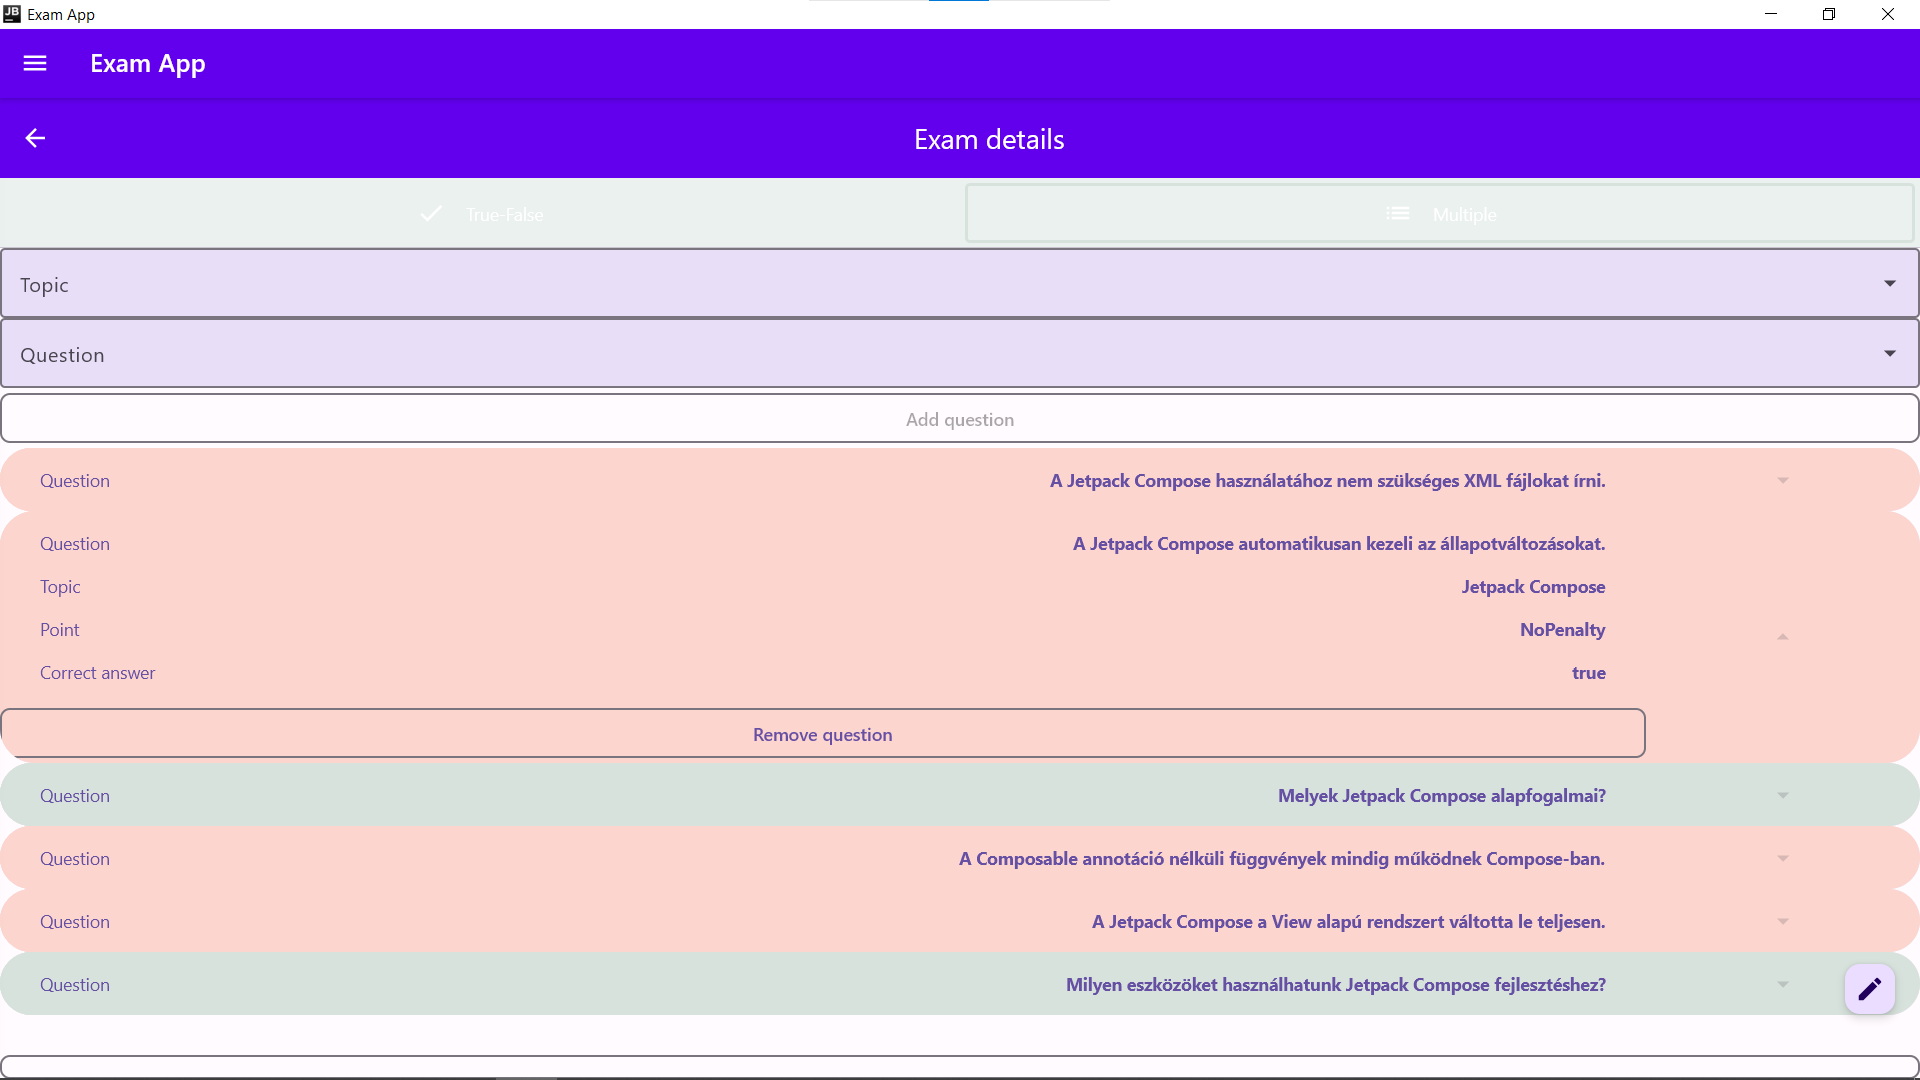 JB Exam App
Exam App
Exam details
True-False
Multiple
Topic
Question
Add question
Question A Jetpack Compose használatához nem szükséges XML fájlokat írni.
Question A Jetpack Compose automatikusan kezeli az állapotváltozásokat.
Topic Jetpack Compose
Point NoPenalty
Correct answer true
Remove question
Question Melyek Jetpack Compose alapfogalmai?
Question A Composable annotáció nélküli függvények mindig működnek Compose-ban.
Question A Jetpack Compose a View alapú rendszert váltotta le teljesen.
Question Milyen eszközöket használhatunk Jetpack Compose fejlesztéshez?